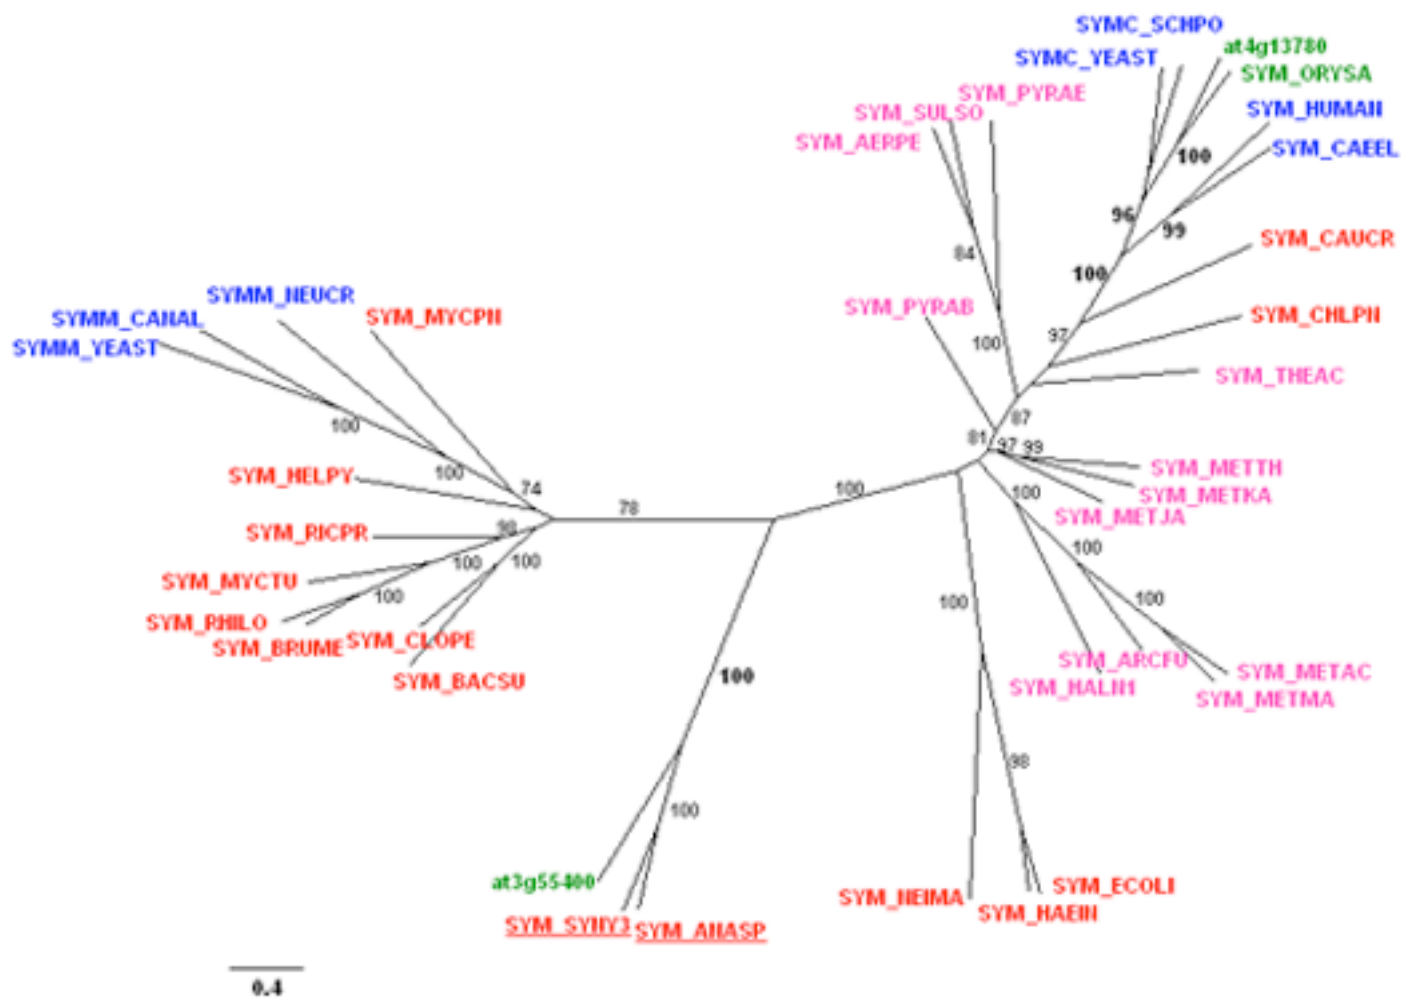 SYMC_SCHPO
at4g13780
SYMC_YEAST
SYM_ORYSA
SYM_PYRAE
SYM_SULSO
SYM_HUMAN
SYM_AERPE
SYM_CAEEL
100
96
99
SYM_CAUCR
84
100
SYMM_NEUCR
SYM_PYRAB
SYMM_CANAL
SYM_MYCPN
SYM_CHLPN
97
SYMM_YEAST
100
SYM_THEAC
87
100
81
97
99
SYM_HELPY
100
74
SYM_METTH
100
100
SYM_METKA
78
SYM_METJA
SYM_RICPR
98
100
100
100
SYM_MYCTU
100
100
100
100
SYM_RHILO
SYM_BRUME
SYM_CLOPE
SYM_ARCFU
SYM_METAC
SYM_BACSU
100
SYM_HALN1
SYM_METMA
98
100
at3g55400
SYM_ECOLI
SYM_NEIMA
SYM_HAEIN
SYM_SYNY3
SYM_ANASP
0.4